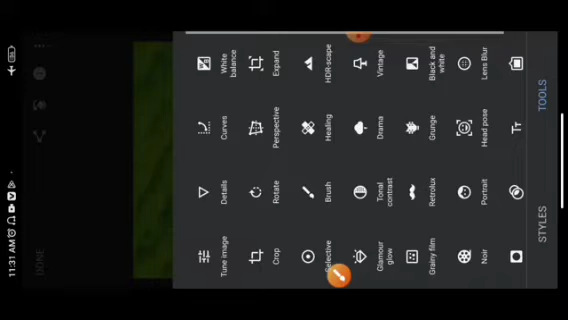 11:31 AM
DONE
Tune image Details Curves White balance
Crop Rotate Perspective Expand
Selective Brush Healing HDR-scape
Glamour glow Tonal contrast Drama Vintage
Grainy film Retrolux Grunge Black and white
Noir Portrait Head pose Lens Blur
STYLES TOOLS